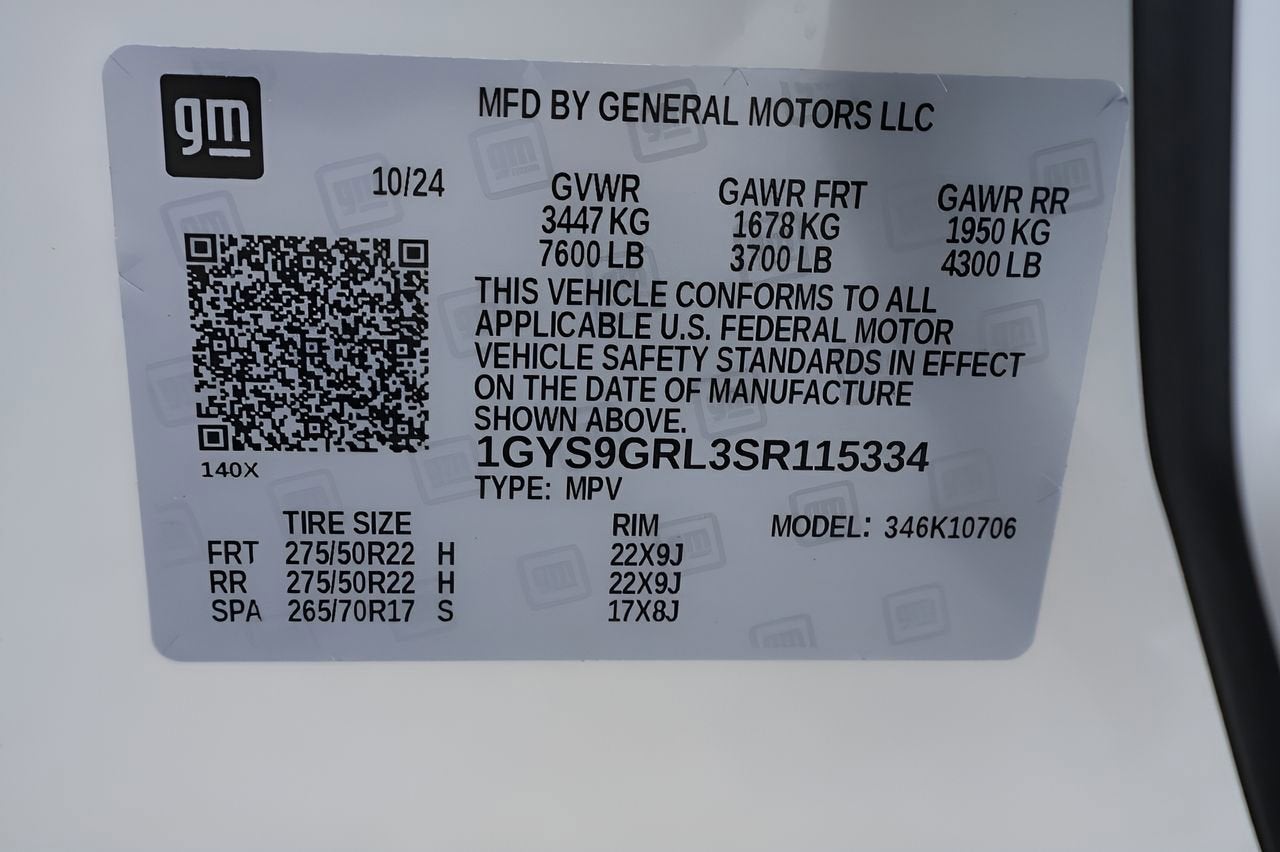 gm
MFD BY GENERAL MOTORS LLC
10/24
GVWR GAWR FRT GAWR RR
3447 KG 1678 KG 1950 KG
7600 LB 3700 LB 4300 LB
THIS VEHICLE CONFORMS TO ALL
APPLICABLE U.S. FEDERAL MOTOR
VEHICLE SAFETY STANDARDS IN EFFECT
ON THE DATE OF MANUFACTURE
SHOWN ABOVE.
1GYS9GRL3SR115334
140X
TYPE: MPV
TIRE SIZE RIM MODEL: 346K10706
FRT 275/50R22 H 22X9J
RR 275/50R22 H 22X9J
SPA 265/70R17 S 17X8J